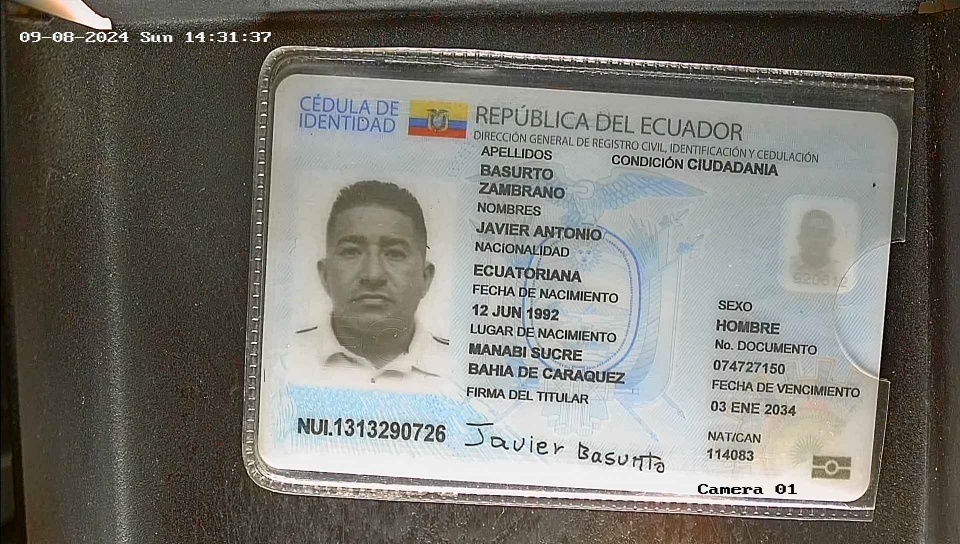 09-08-2024 Sun 14:31:37
CÉDULA DE
IDENTIDAD
REPÚBLICA DEL ECUADOR
DIRECCIÓN GENERAL DE REGISTRO CIVIL, IDENTIFICACIÓN Y CEDULACIÓN
APELLIDOS
CONDICIÓN CIUDADANIA
BASURTO
ZAMBRANO
NOMBRES
JAVIER ANTONIO
NACIONALIDAD
ECUATORIANA
FECHA DE NACIMIENTO
12 JUN 1992
LUGAR DE NACIMIENTO
MANABI SUCRE
BAHIA DE CARAQUEZ
FIRMA DEL TITULAR
SEXO
HOMBRE
No. DOCUMENTO
074727150
FECHA DE VENCIMIENTO
03 ENE 2034
NAT/CAN
114083
NUI.1313290726
Javier Basurto
Camera 01